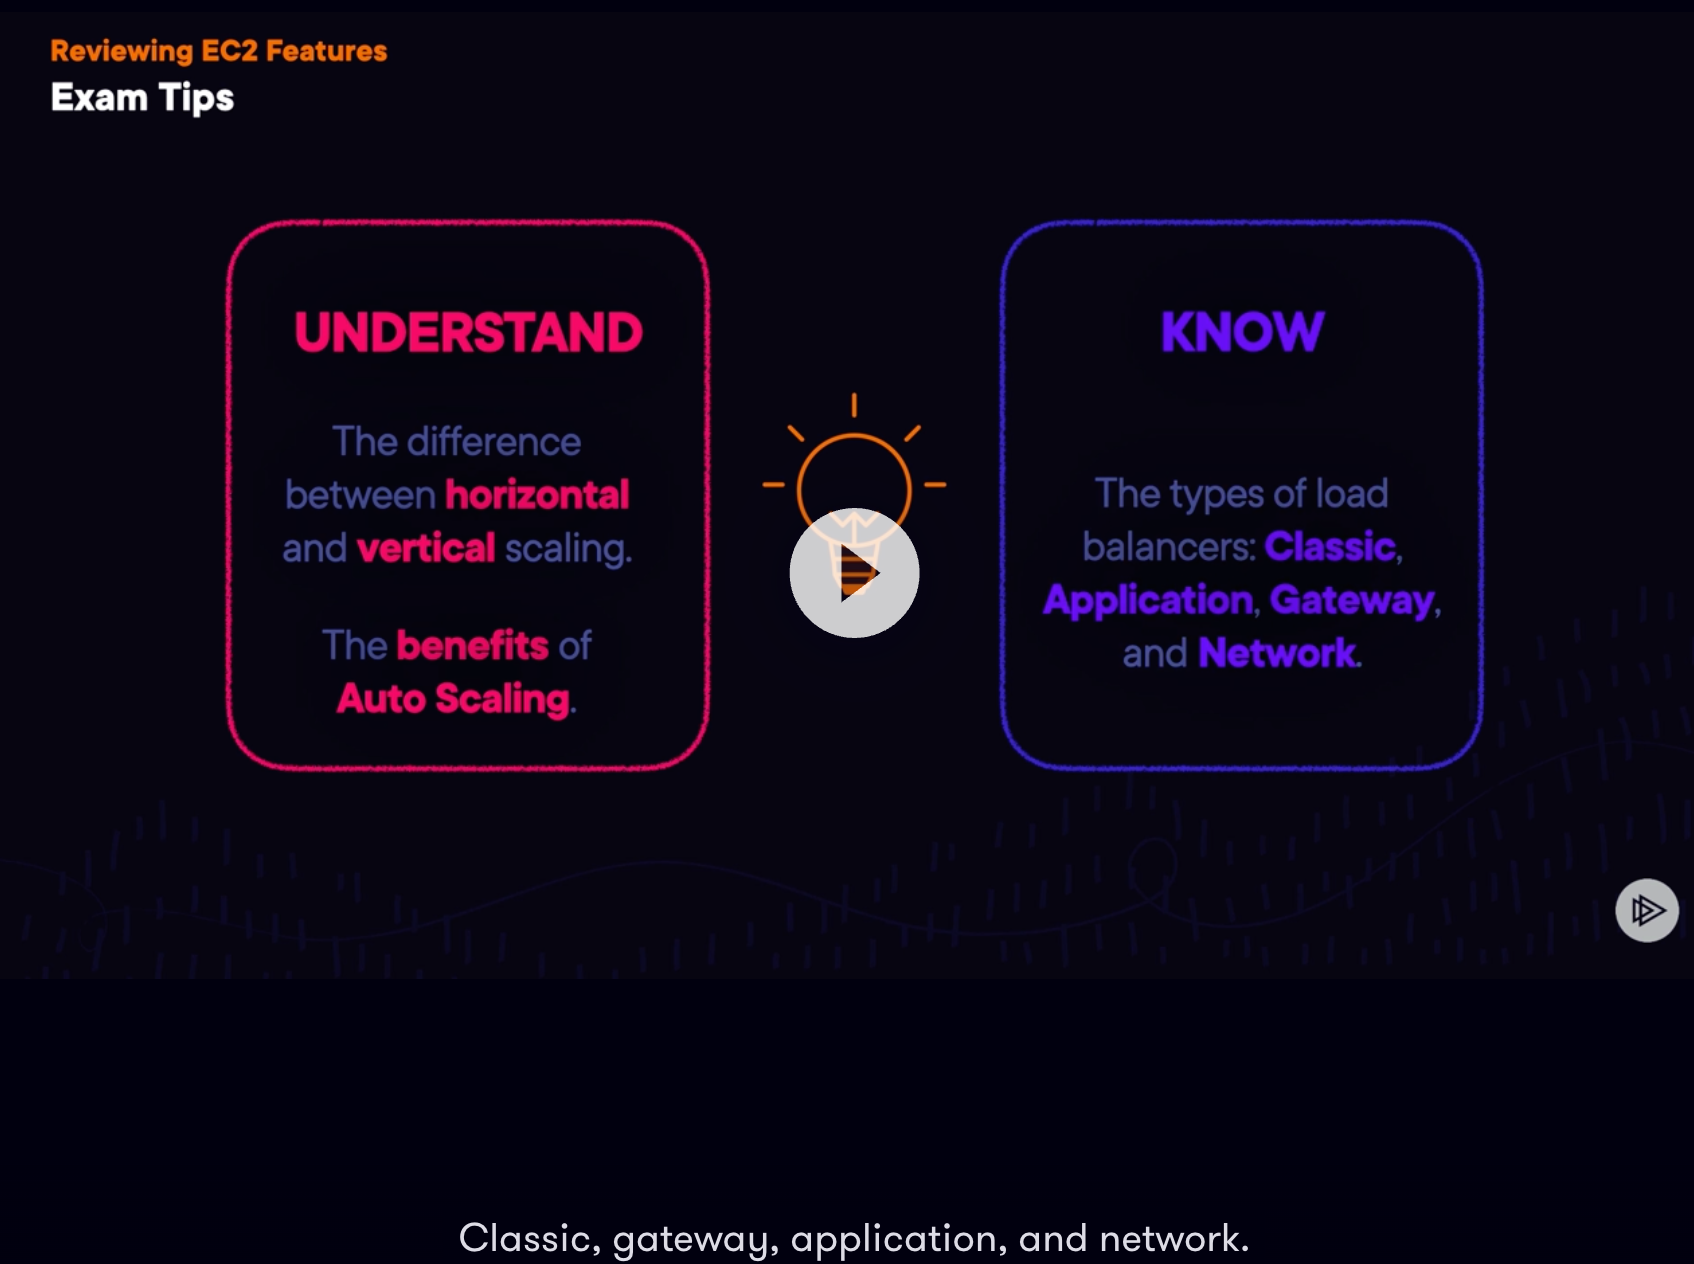 Reviewing EC2 Features
Exam Tips
UNDERSTAND
The difference
between horizontal
and vertical scaling.
The benefits of
Auto Scaling.
KNOW
The types of load
balancers: Classic,
Application, Gateway,
and Network.
Classic, gateway, application, and network.